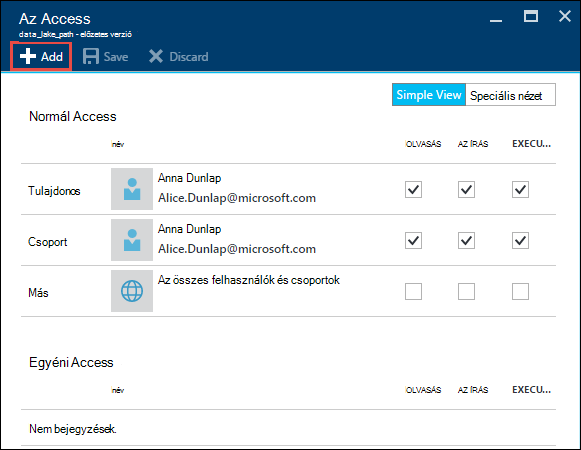 Az Access
data_lake_path - előzetes verzió
Add Save Discard
Simple View Speciális nézet
Normál Access
név OLVASÁS AZ ÍRÁS EXECU...
Tulajdonos Anna Dunlap
Alice.Dunlap@microsoft.com
Csoport Anna Dunlap
Alice.Dunlap@microsoft.com
Más Az összes felhasználók és csoportok
Egyéni Access
név OLVASÁS AZ ÍRÁS EXECU...
Nem bejegyzések.